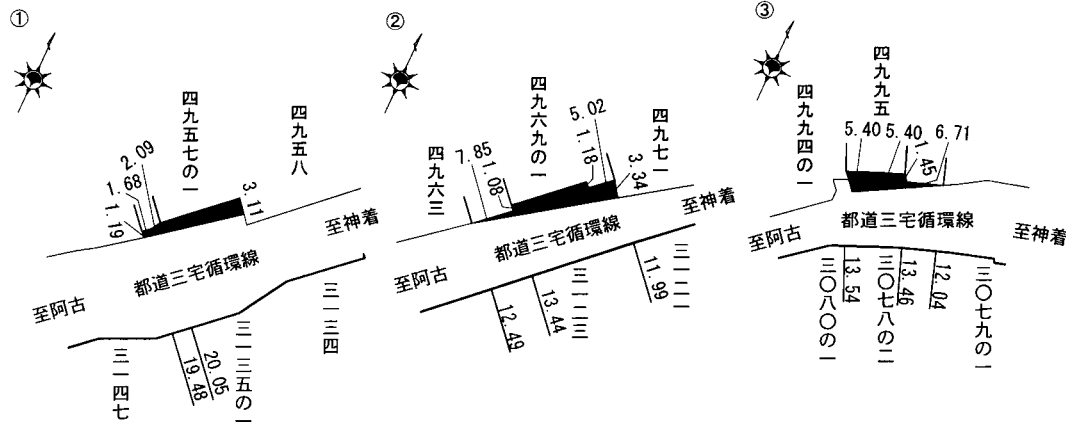 ①
四九五七の一
四九五八
2.09
1.68
1.19
3.11
至神着
都道三宅循環線
至阿古
三一四七
三一三五の一
三一三四
20.05
19.48
②
四九六三
四九六九の一
四九七一
7.85
1.08
1.18
5.02
3.34
至神着
都道三宅循環線
至阿古
12.49
13.44
三一二三
三一二一
11.99
③
四九九四の一
四九九五
5.40
5.40
1.45
6.71
都道三宅循環線
至阿古
至神着
三〇八〇の一
13.54
三〇七八の二
13.46
12.04
三〇七九の一